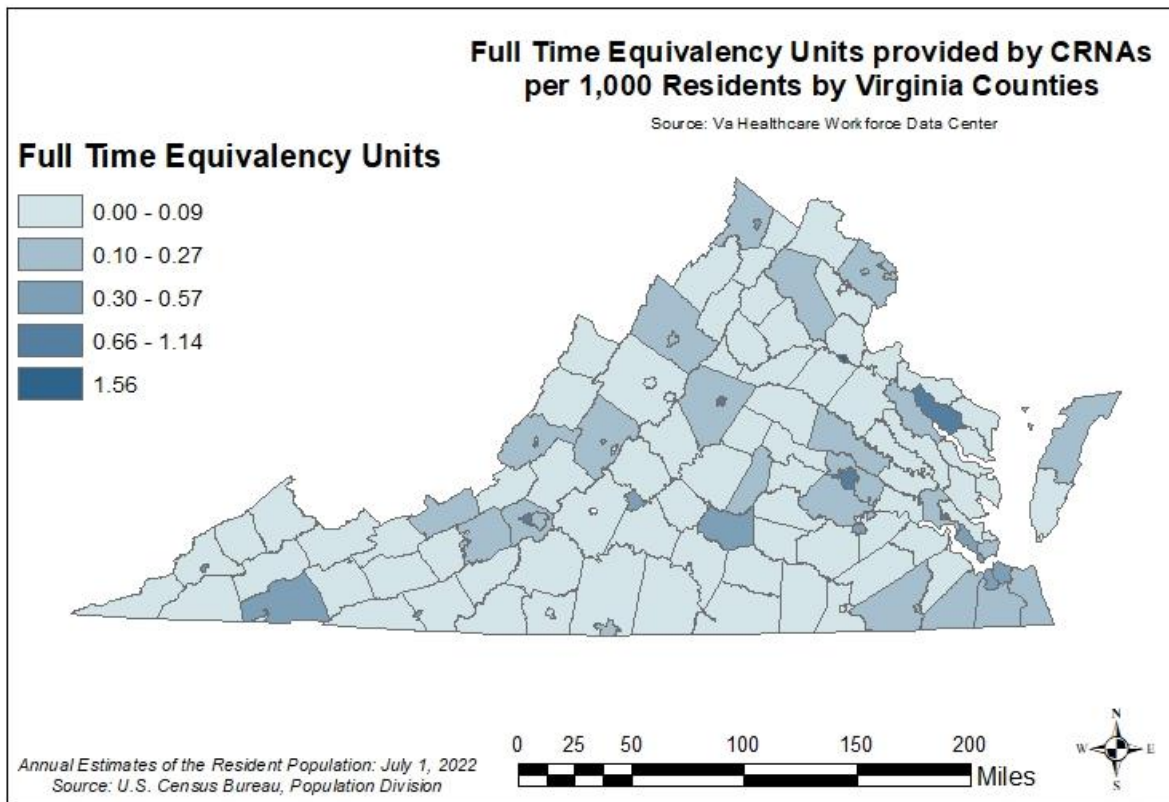 Full Time Equivalency Units provided by CRNAs
per 1,000 Residents by Virginia Counties
Source: Va Healthcare Workforce Data Center
Full Time Equivalency Units
0.00 - 0.09
0.10 - 0.27
0.30 - 0.57
0.66 - 1.14
1.56
Annual Estimates of the Resident Population: July 1, 2022
Source: U.S. Census Bureau, Population Division
0 25 50 100 150 200
Miles
N
W E
S